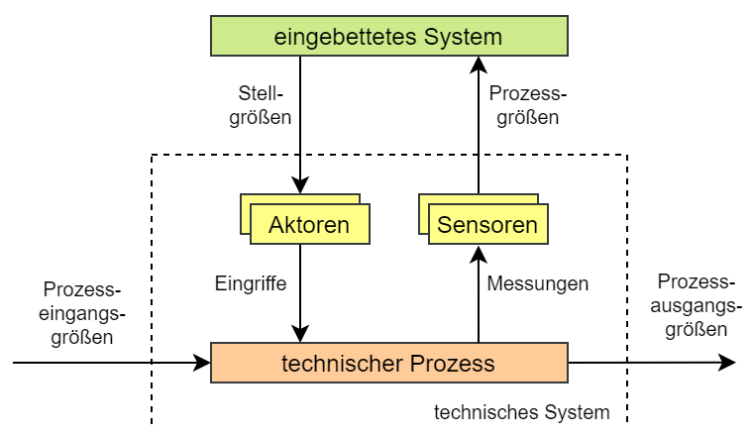 eingebettetes System
Stell-
größen
Prozess-
größen
Aktoren
Sensoren
Eingriffe
Messungen
Prozess-
eingangs-
größen
Prozess-
ausgangs-
größen
technischer Prozess
technisches System